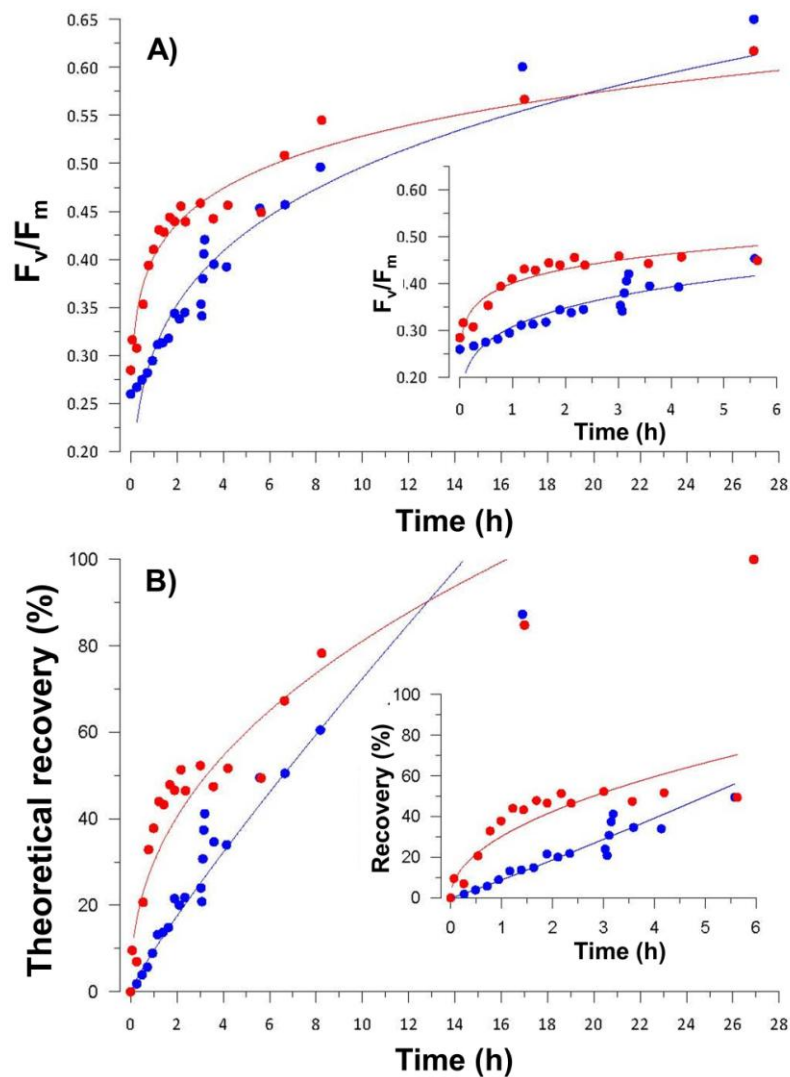 A)
0.65
0.60
0.55
0.50
0.45
0.40
0.35
0.30
0.25
0.20
Fv/Fm
0 2 4 6 8 10 12 14 16 18 20 22 24 26 28
Time (h)
0.60
0.50
0.40
0.30
0.20
Fv/Fm
0 1 2 3 4 5 6
Time (h)
B)
100
80
60
40
20
0
Theoretical recovery (%)
0 2 4 6 8 10 12 14 16 18 20 22 24 26 28
Time (h)
100
80
60
40
20
0
Recovery (%)
0 1 2 3 4 5 6
Time (h)